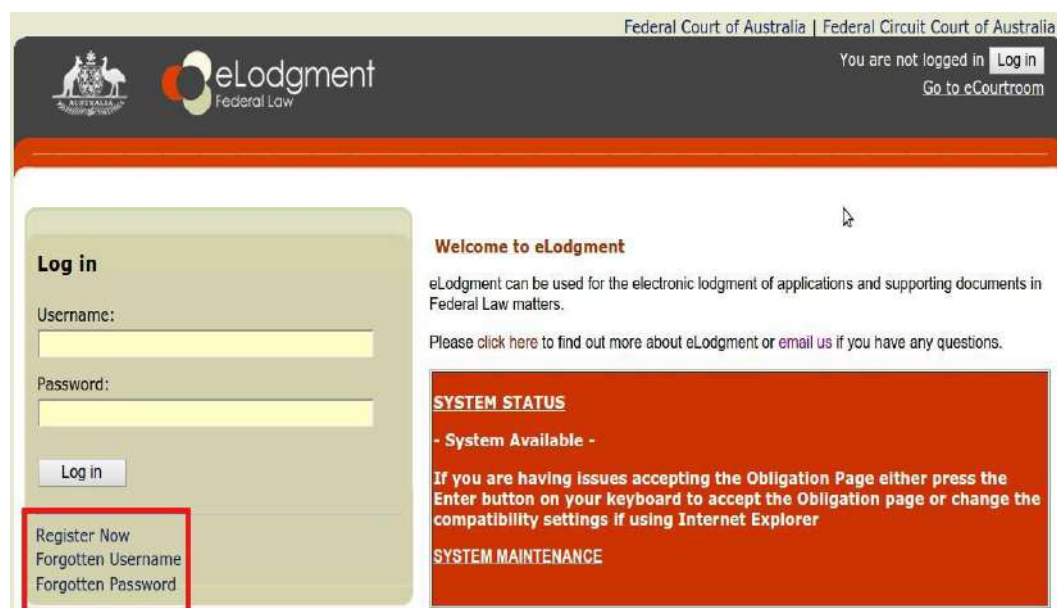 Federal Court of Australia | Federal Circuit Court of Australia
You are not logged in Log in
Go to eCourtroom
AUSTRALIA
eLodgment
Federal Law
Log in
Username:
Password:
Log in
Register Now
Forgotten Username
Forgotten Password
Welcome to eLodgment
eLodgment can be used for the electronic lodgment of applications and supporting documents in
Federal Law matters.
Please click here to find out more about eLodgment or email us if you have any questions.
SYSTEM STATUS
- System Available -
If you are having issues accepting the Obligation Page either press the
Enter button on your keyboard to accept the Obligation page or change the
compatibility settings if using Internet Explorer
SYSTEM MAINTENANCE